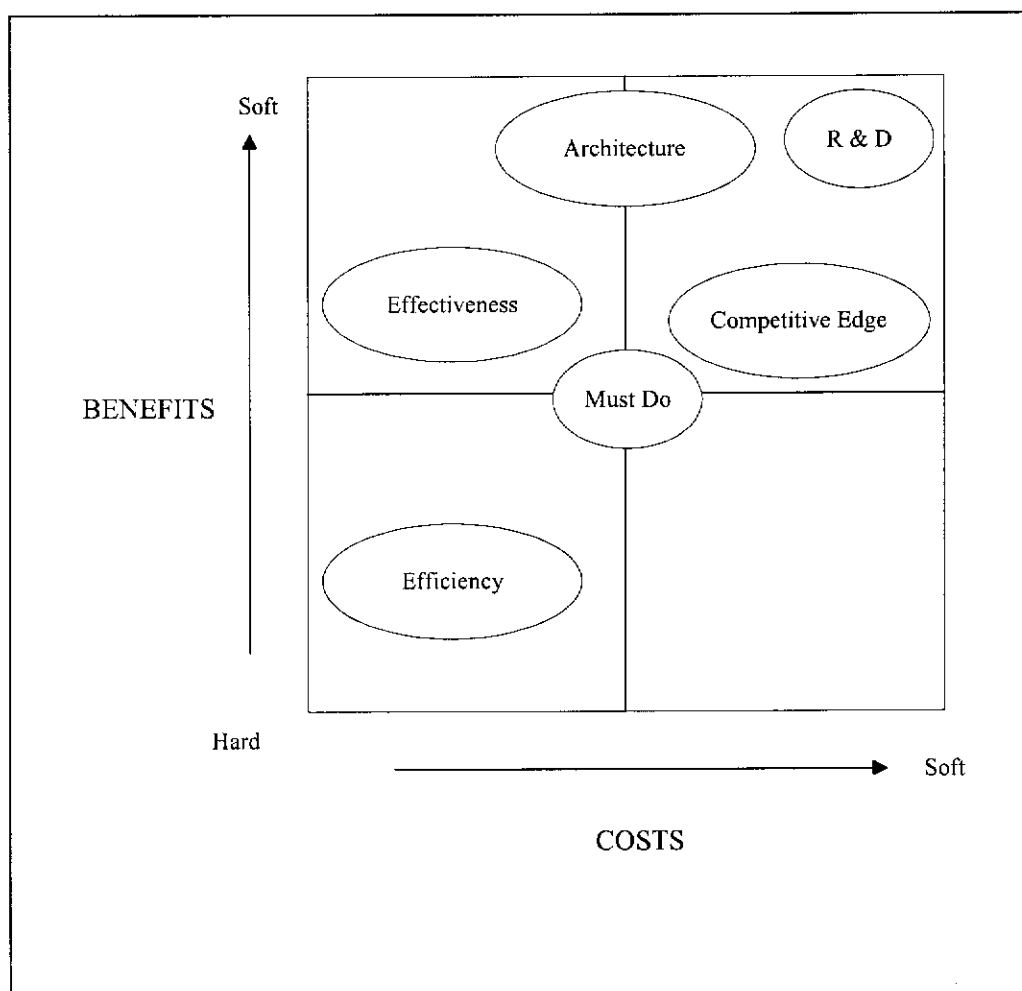 Soft
Architecture
R & D
Effectiveness
Competitive Edge
BENEFITS
Must Do
Efficiency
Hard
Soft
COSTS